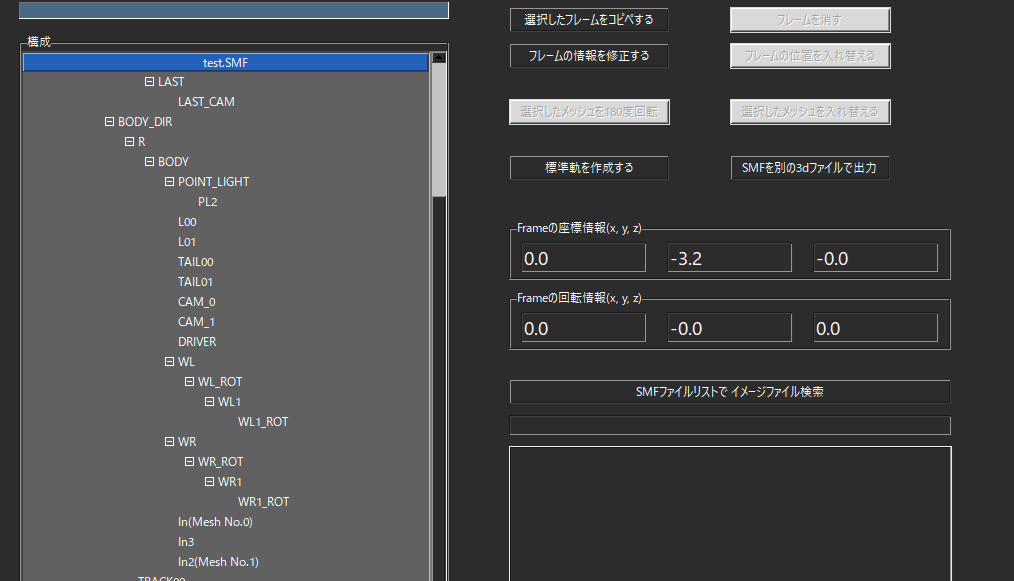 構成
test.SMF
LAST
LAST_CAM
BODY_DIR
R
BODY
POINT_LIGHT
PL2
L00
L01
TAIL00
TAIL01
CAM_0
CAM_1
DRIVER
WL
WL_ROT
WL1
WL1_ROT
WR
WR_ROT
WR1
WR1_ROT
In(Mesh No.0)
In3
In2(Mesh No.1)
TRACK00
選択したフレームをコピペする
フレームを消す
フレームの情報を修正する
フレームの位置を入れ替える
選択したメッシュを180度回転
選択したメッシュを入れ替える
標準軌を作成する
SMFを別の3dファイルで出力
Frameの座標情報(x, y, z)
0.0
-3.2
-0.0
Frameの回転情報(x, y, z)
0.0
-0.0
0.0
SMFファイルリストで イメージファイル検索